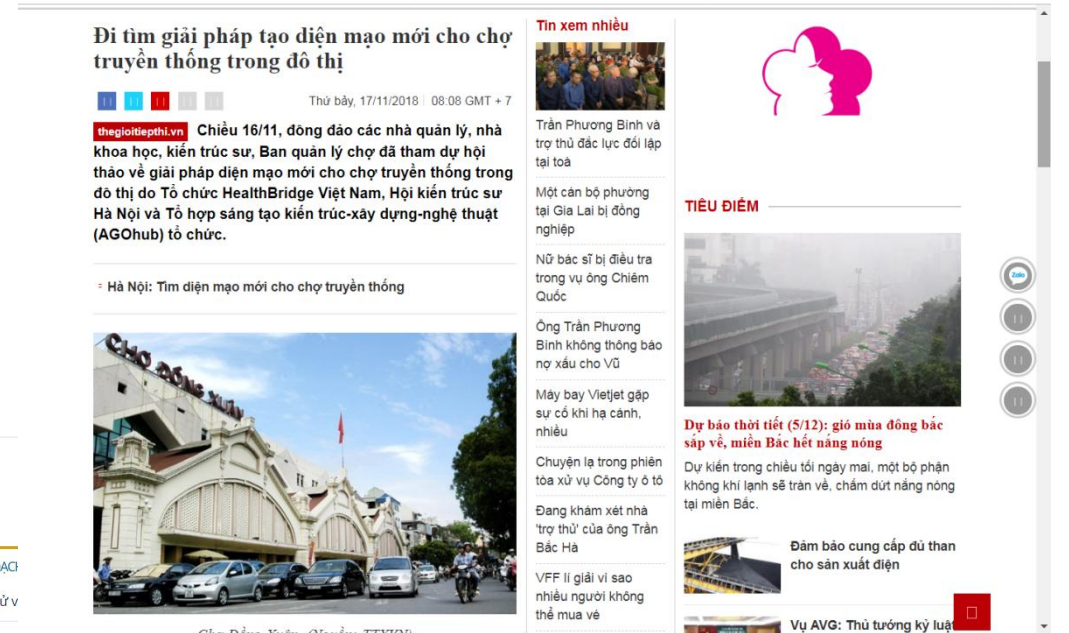 Đi tìm giải pháp tạo diện mạo mới cho chợ
truyền thống trong đô thị
Thứ bảy, 17/11/2018 | 08:08 GMT + 7
thegioitiepthi.vn Chiều 16/11, đông đảo các nhà quản lý, nhà
khoa học, kiến trúc sư, Ban quản lý chợ đã tham dự hội
thảo về giải pháp diện mạo mới cho chợ truyền thống trong
đô thị do Tổ chức HealthBridge Việt Nam, Hội kiến trúc sư
Hà Nội và Tổ hợp sáng tạo kiến trúc-xây dựng-nghệ thuật
(AGOhub) tổ chức.
Hà Nội: Tìm diện mạo mới cho chợ truyền thống
CHỢ ĐỒNG XUÂN
Chợ Đồng Xuân. (Nguồn: TTXVN)
Tin xem nhiều
Trần Phương Bình và
trợ thủ đắc lực đối lập
tại toà
Một cán bộ phường
tại Gia Lai bị đồng
nghiệp
Nữ bác sĩ bị điều tra
trong vụ ông Chiêm
Quốc
Ông Trần Phương
Bình không thông báo
nợ xấu cho Vũ
Máy bay Vietjet gặp
sự cố khi hạ cánh,
nhiều
Chuyện lạ trong phiên
tòa xử vụ Công ty ô tô
Đang khám xét nhà
'trợ thủ' của ông Trần
Bắc Hà
VFF lí giải vì sao
nhiều người không
thể mua vé
TIÊU ĐIỂM
Dự báo thời tiết (5/12): gió mùa đông bắc
sắp về, miền Bắc hết nắng nóng
Dự kiến trong chiều tối ngày mai, một bộ phận
không khí lạnh sẽ tràn về, chấm dứt nắng nóng
tại miền Bắc.
Đảm bảo cung cấp đủ than
cho sản xuất điện
Vụ AVG: Thủ tướng kỷ luật
Zalo